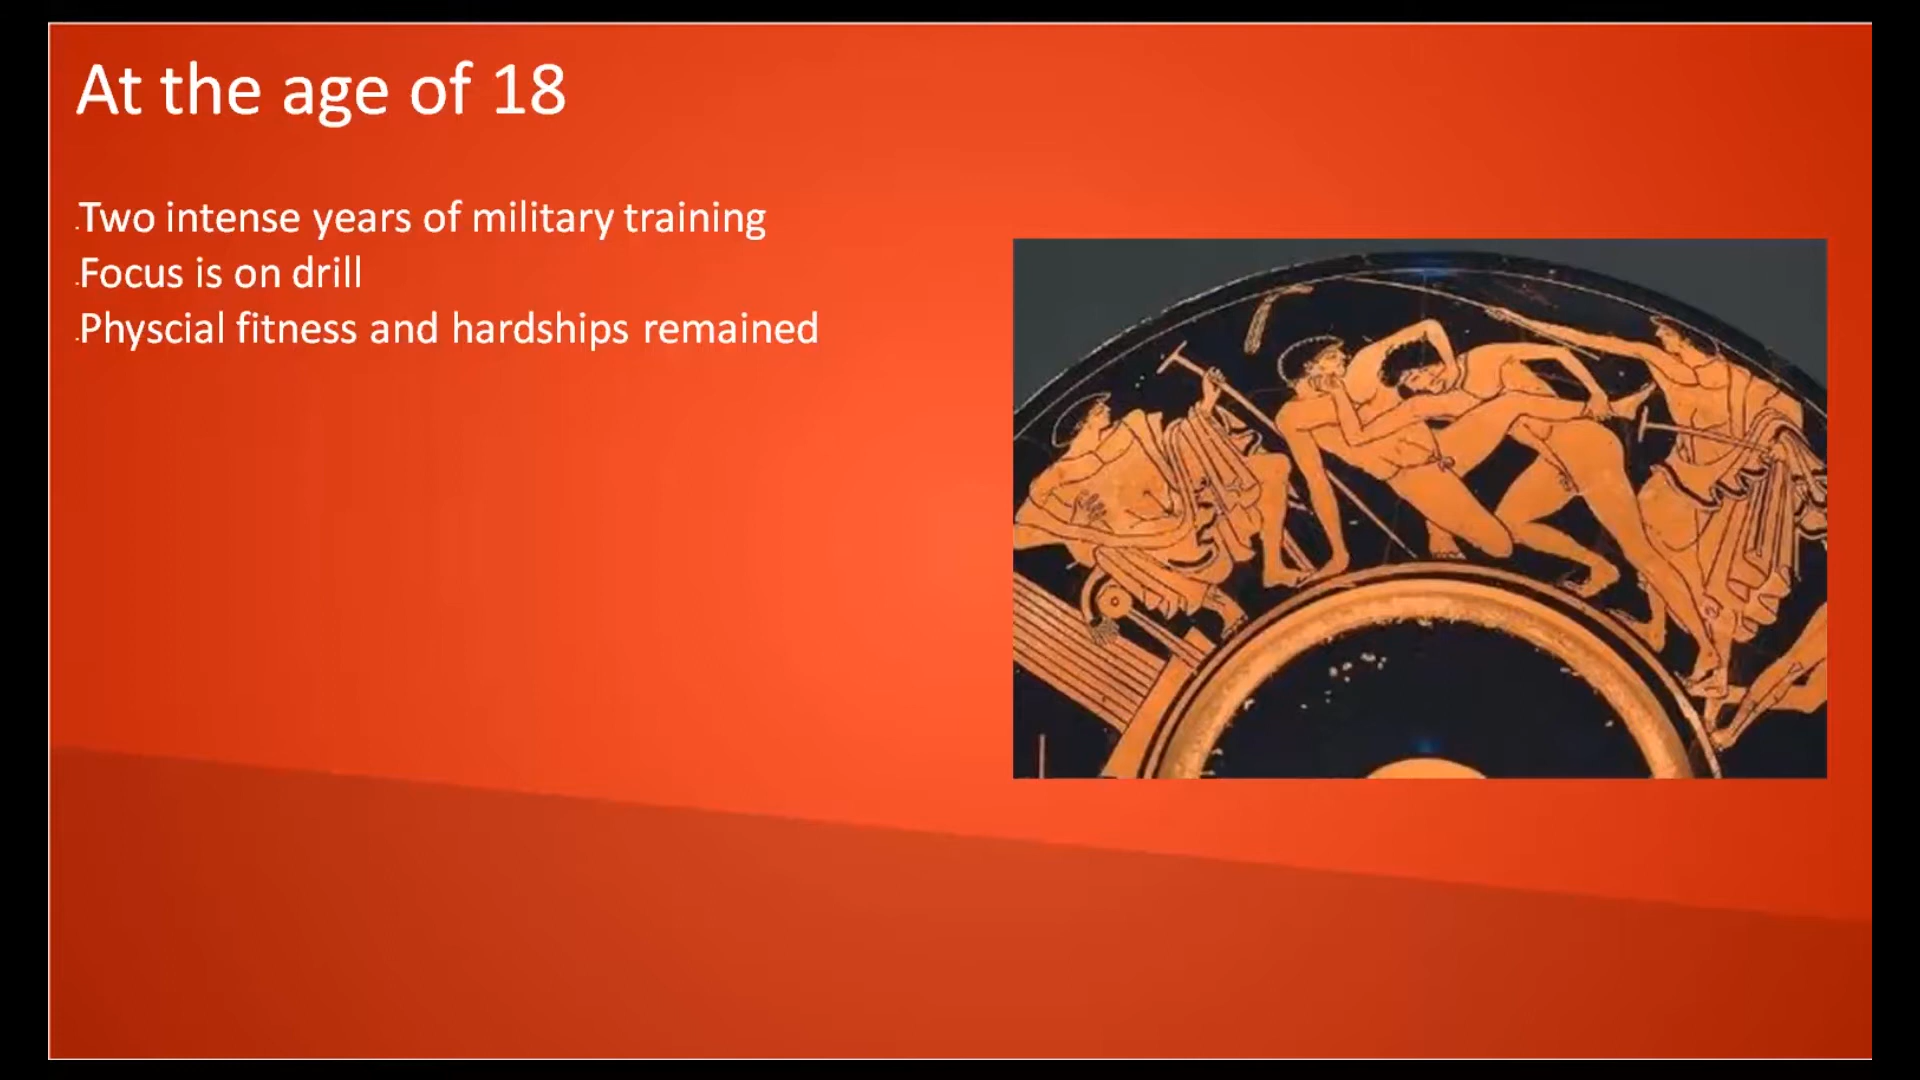 At the age of 18
.Two intense years of military training
.Focus is on drill
.Physcial fitness and hardships remained